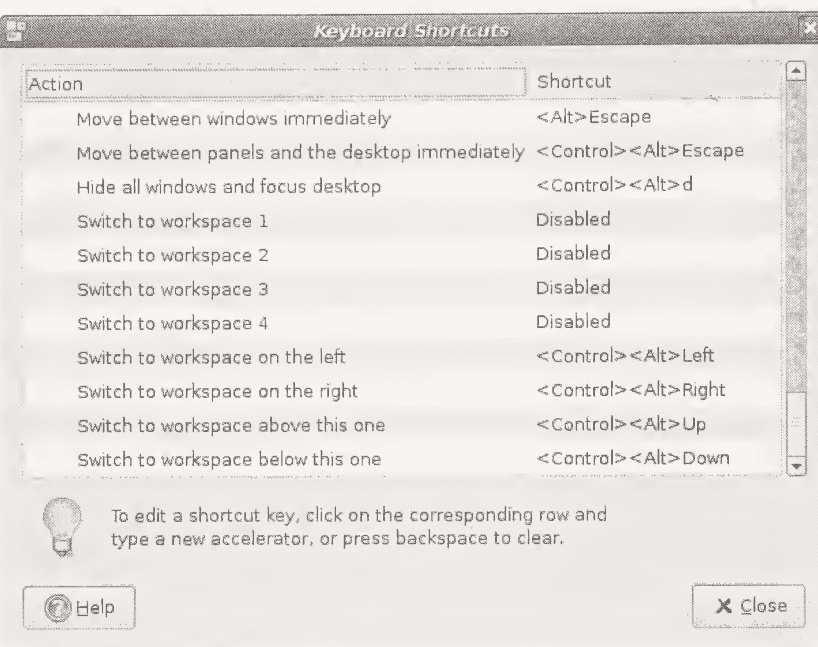 Keyboard Shortcuts
Action Shortcut
Move between windows immediately <Alt>Escape
Move between panels and the desktop immediately <Control><Alt>Escape
Hide all windows and focus desktop <Control><Alt>d
Switch to workspace 1 Disabled
Switch to workspace 2 Disabled
Switch to workspace 3 Disabled
Switch to workspace 4 Disabled
Switch to workspace on the left <Control><Alt>Left
Switch to workspace on the right <Control><Alt>Right
Switch to workspace above this one <Control><Alt>Up
Switch to workspace below this one <Control><Alt>Down
To edit a shortcut key, click on the corresponding row and
type a new accelerator, or press backspace to clear.
Help Close